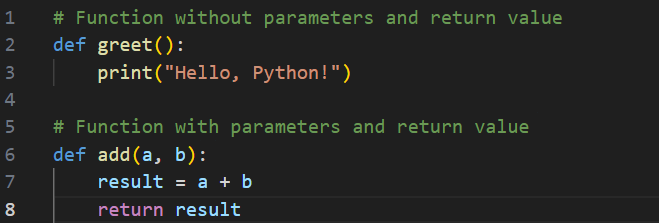 1 # Function without parameters and return value
2 def greet():
3     print("Hello, Python!")
4
5 # Function with parameters and return value
6 def add(a, b):
7     result = a + b
8     return result